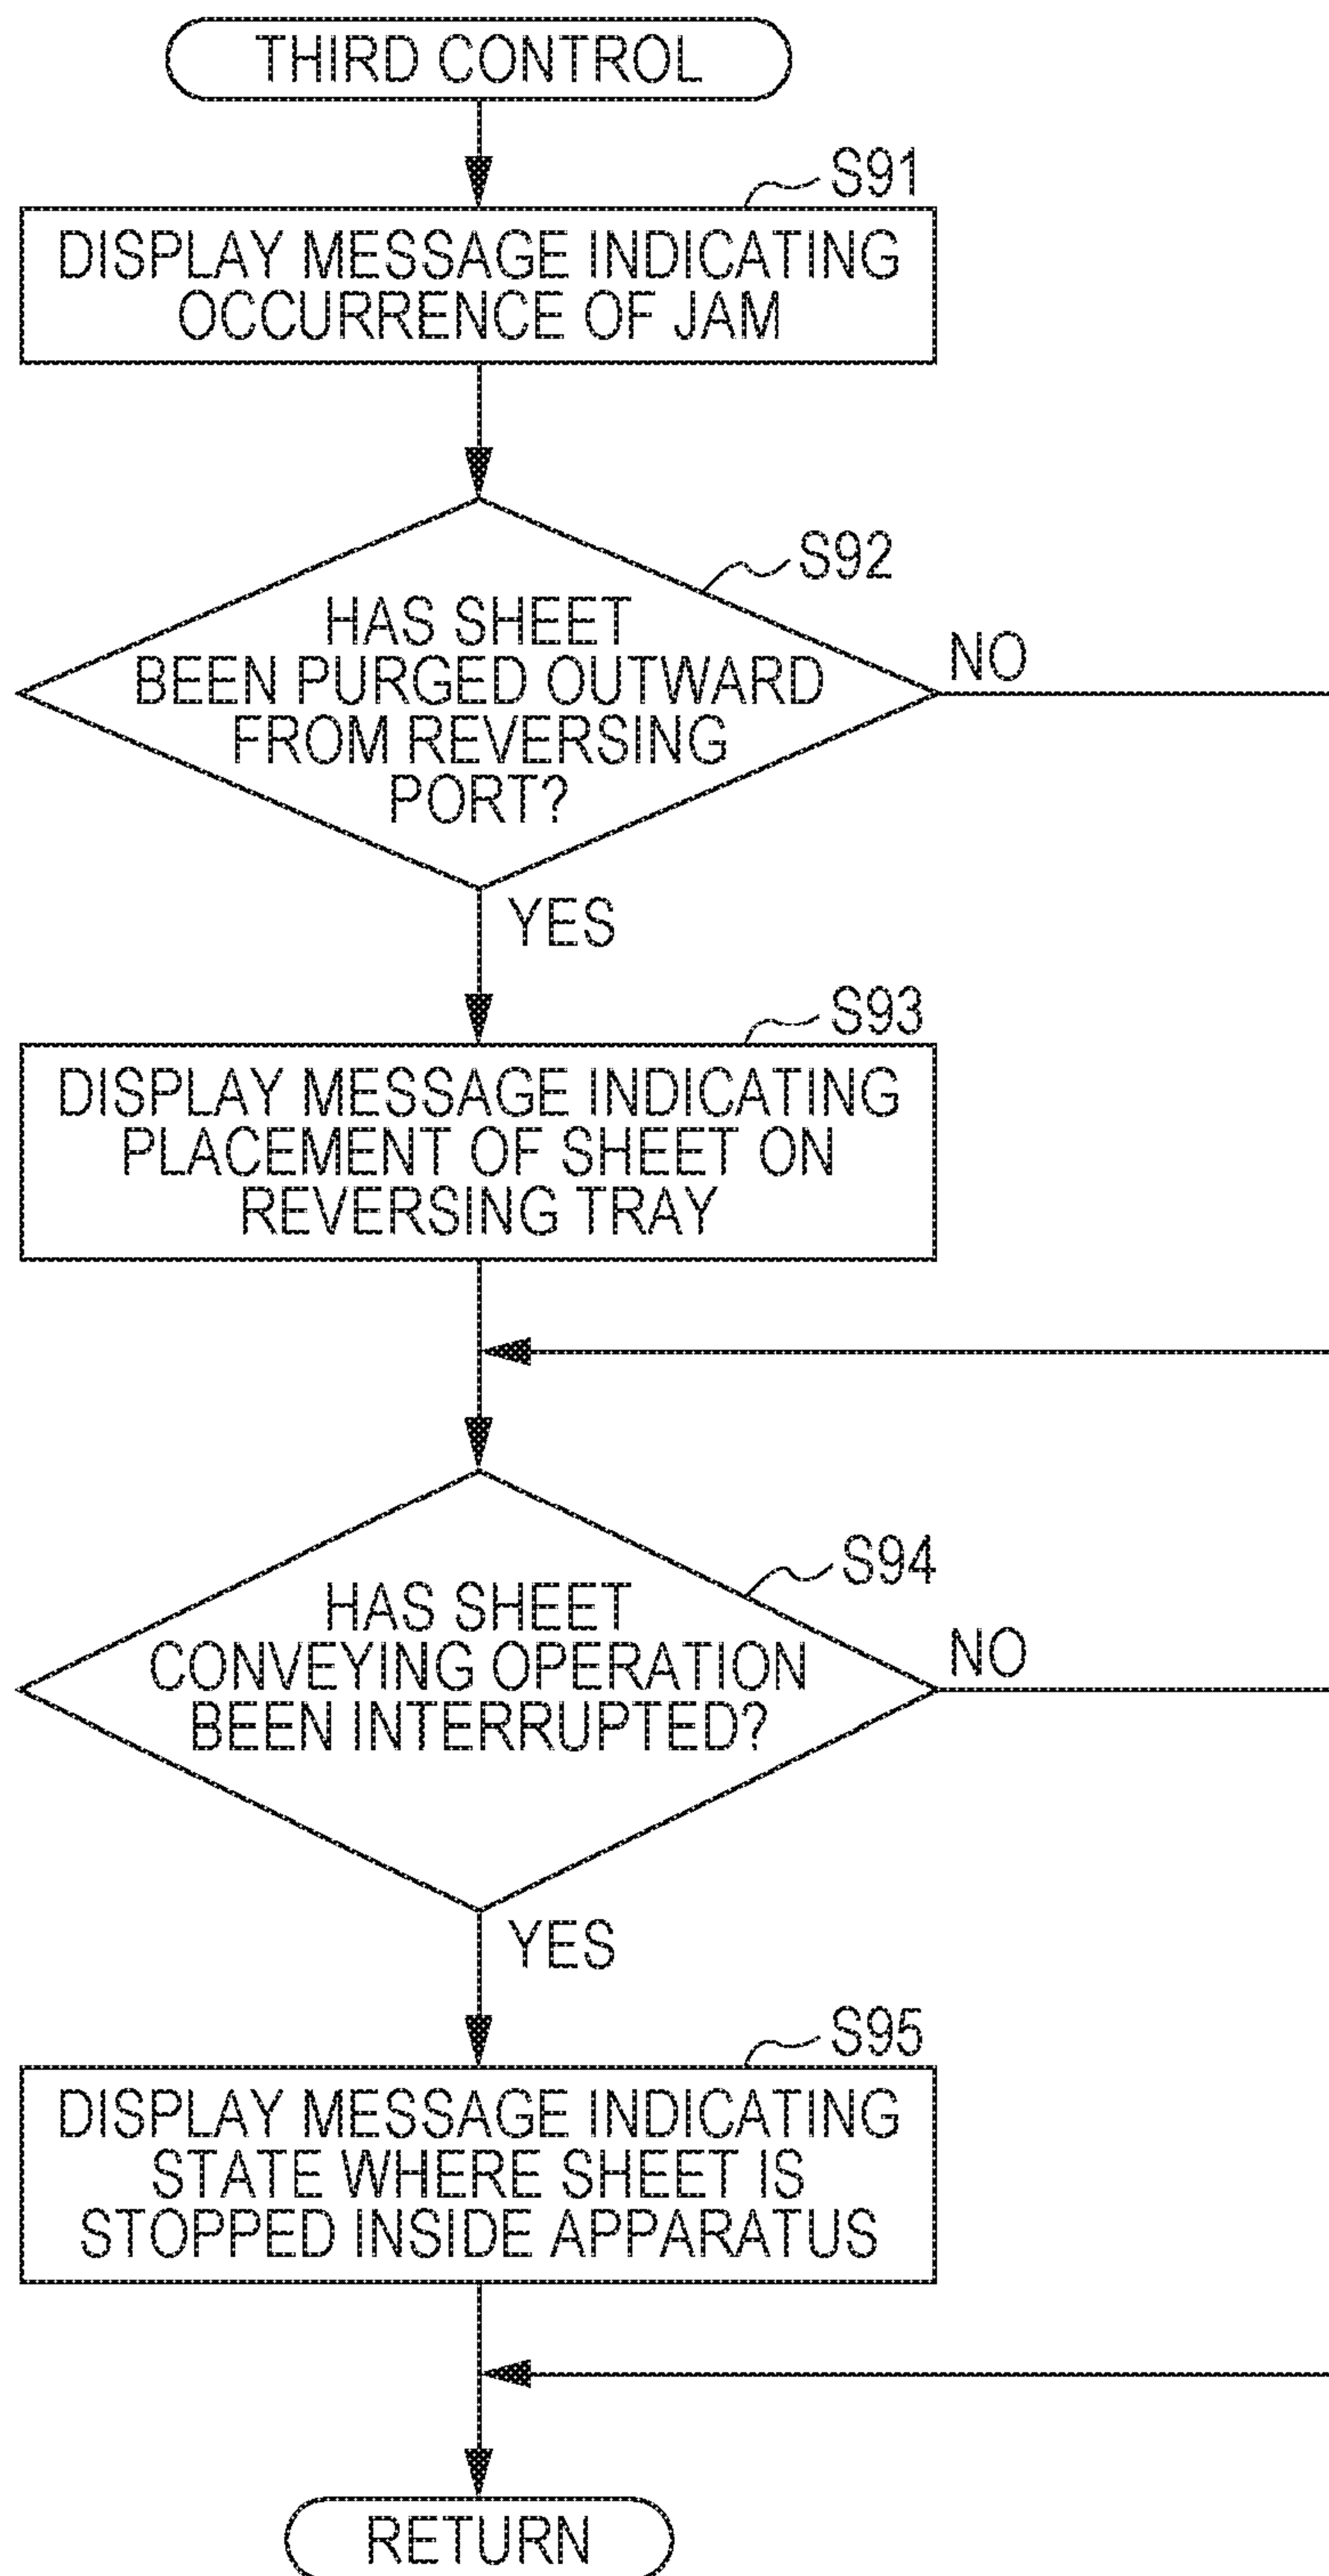 THIRD CONTROL
S91
DISPLAY MESSAGE INDICATING
OCCURRENCE OF JAM
S92
HAS SHEET
BEEN PURGED OUTWARD
FROM REVERSING
PORT?
NO
YES
S93
DISPLAY MESSAGE INDICATING
PLACEMENT OF SHEET ON
REVERSING TRAY
S94
HAS SHEET
CONVEYING OPERATION
BEEN INTERRUPTED?
NO
YES
S95
DISPLAY MESSAGE INDICATING
STATE WHERE SHEET IS
STOPPED INSIDE APPARATUS
RETURN